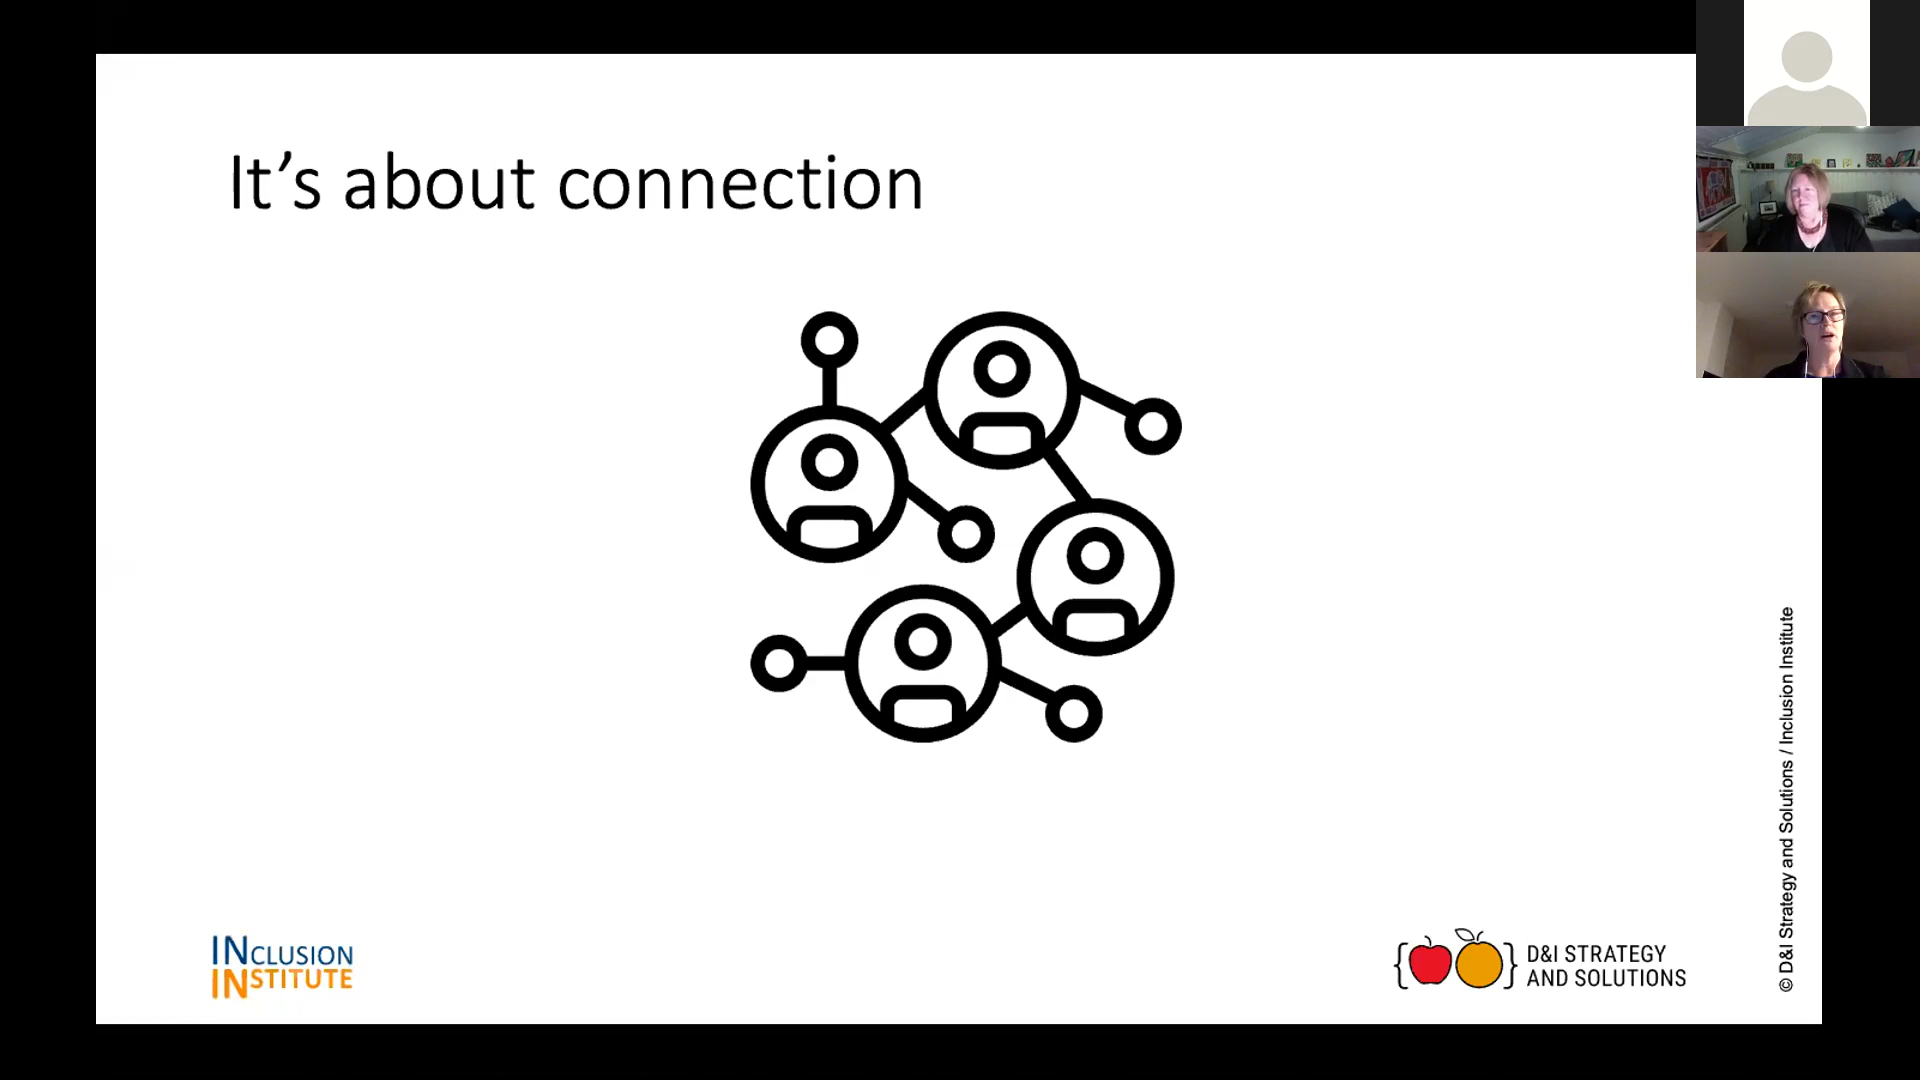 It’s about connection
INCLUSION
INSTITUTE
D&I STRATEGY
AND SOLUTIONS
© D&I Strategy and Solutions / Inclusion Institute